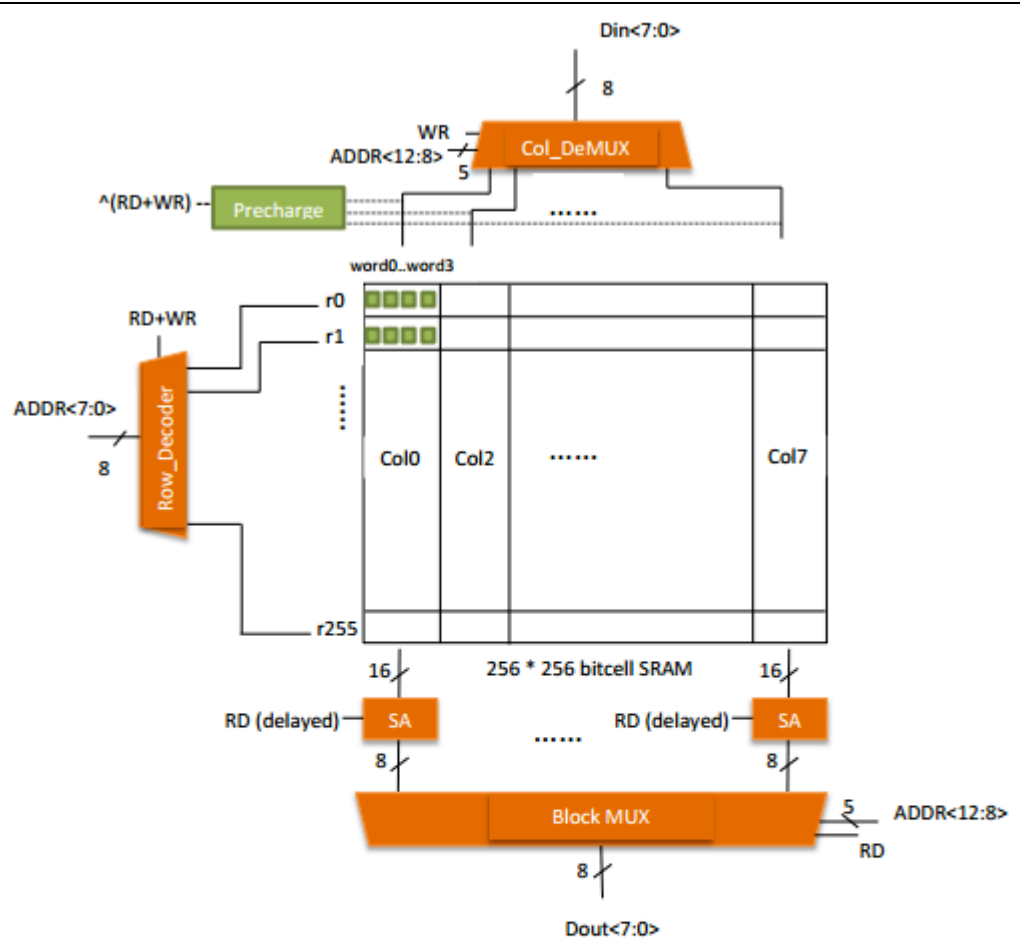 Din<7:0>
8
WR
ADDR<12:8>
5
Col_DeMUX
^(RD+WR)
Precharge
......
word0..word3
r0
RD+WR
r1
ADDR<7:0>
8
Row_Decoder
......
Col0
Col2
......
Col7
r255
16
256 * 256 bitcell SRAM
16
RD (delayed)
SA
......
RD (delayed)
SA
8
8
Block MUX
5
ADDR<12:8>
RD
8
Dout<7:0>